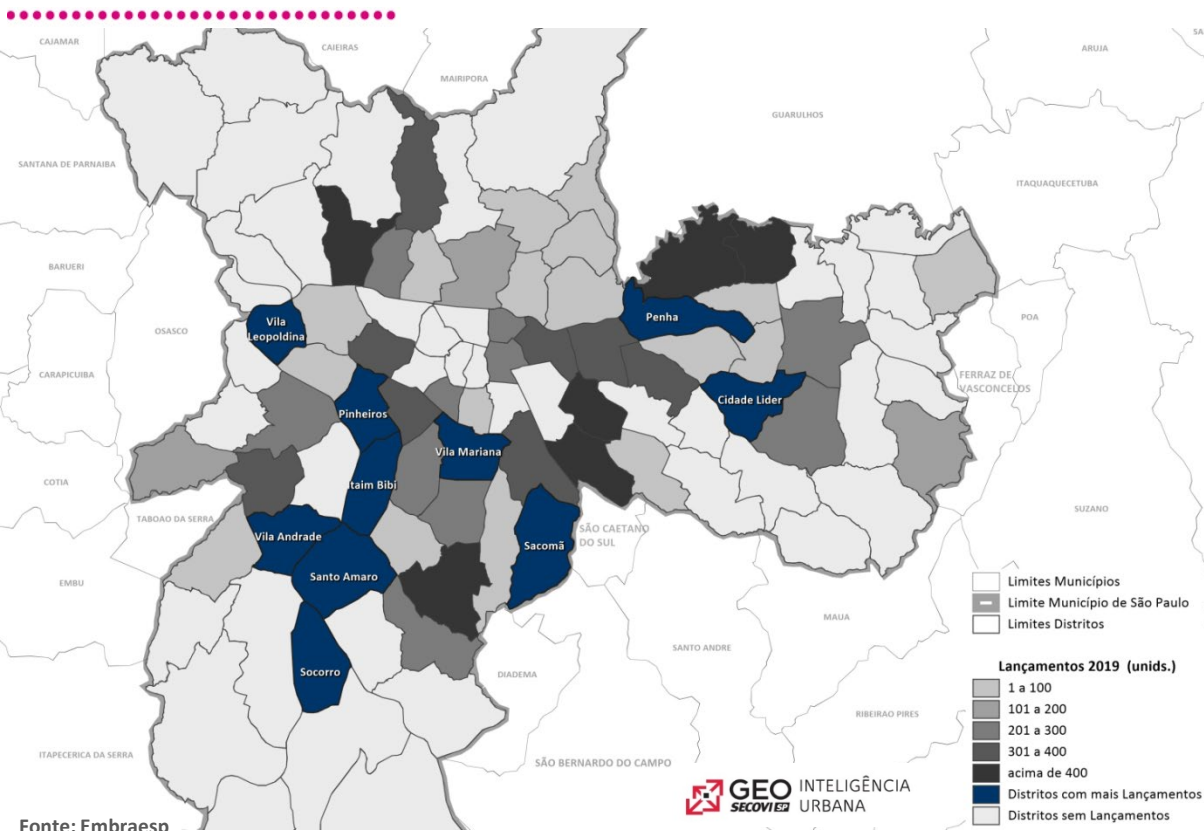 CAJAMAR
CAIEIRAS
MAIRIPORA
ARUJA
SA
GUARULHOS
SANTANA DE PARNAIBA
ITAQUAQUECETUBA
BARUERI
OSASCO
Vila
Leopoldina
Penha
POA
CARAPICUIBA
FERRAZ DE
VASCONCELOS
Cidade Lider
Pinheiros
Vila Mariana
COTIA
Itaim Bibi
SUZANO
TABOAO DA SERRA
SÃO CAETANO
DO SUL
Vila Andrade
Sacomã
EMBU
Santo Amaro
Limites Municípios
Limite Município de São Paulo
Limites Distritos
MAUA
SANTO ANDRE
Socorro
DIADEMA
Lançamentos 2019 (unids.)
1 a 100
101 a 200
201 a 300
301 a 400
acima de 400
Distritos com mais Lançamentos
Distritos sem Lançamentos
RIBEIRAO PIRES
ITAPECERICA DA SERRA
SÃO BERNARDO DO CAMPO
GEO INTELIGÊNCIA
SECOVI SP URBANA
Fonte: Embraesp